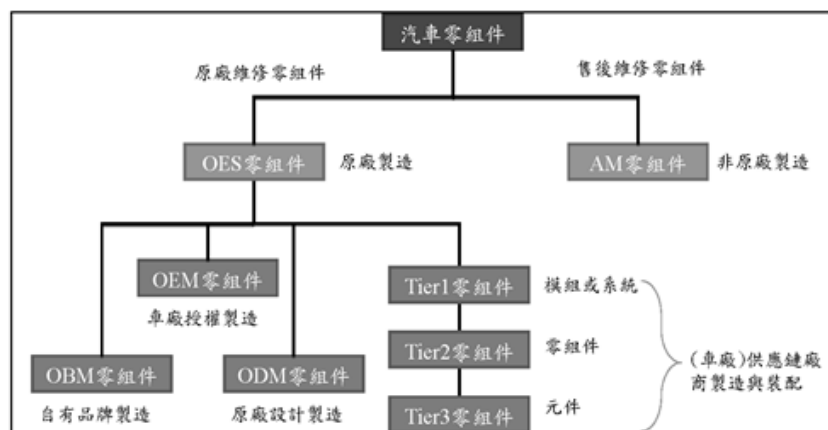 汽車零組件
原廠維修零組件
售後維修零組件
OES零組件
原廠製造
AM零組件
非原廠製造
OEM零組件
車廠授權製造
Tier1零組件
模組或系統
OBM零組件
自有品牌製造
ODM零組件
原廠設計製造
Tier2零組件
零組件
Tier3零組件
元件
(車廠)供應鏈廠
商製造與裝配